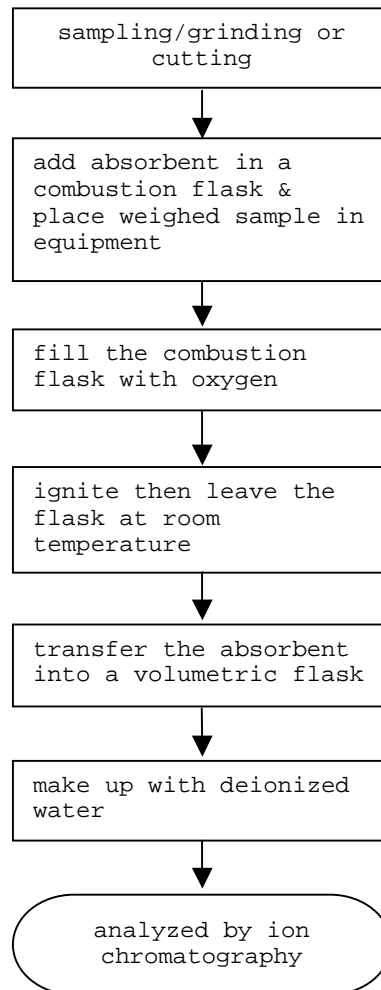 sampling/grinding or
cutting
add absorbent in a
combustion flask &
place weighed sample in
equipment
fill the combustion
flask with oxygen
ignite then leave the
flask at room
temperature
transfer the absorbent
into a volumetric flask
make up with deionized
water
analyzed by ion
chromatography